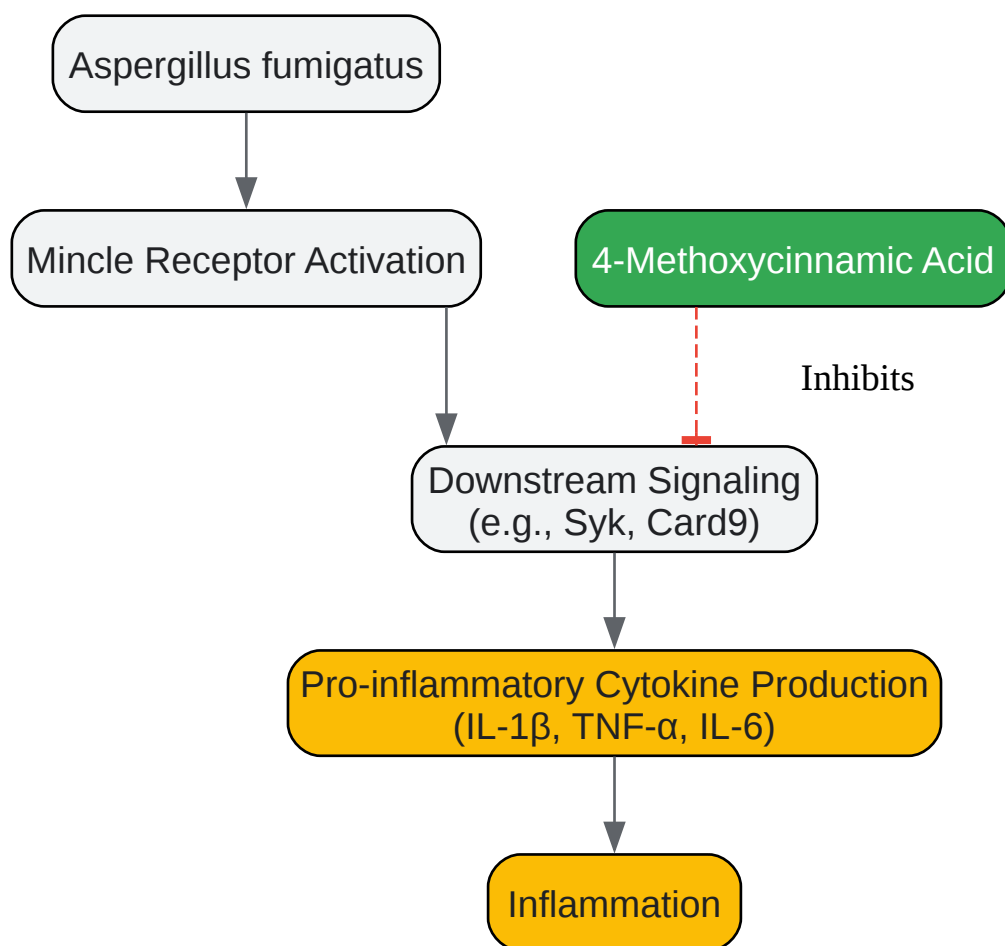 Aspergillus fumigatus
Mincle Receptor Activation
4-Methoxycinnamic Acid
Inhibits
Downstream Signaling
(e.g., Syk, Card9)
Pro-inflammatory Cytokine Production
(IL-1β, TNF-α, IL-6)
Inflammation